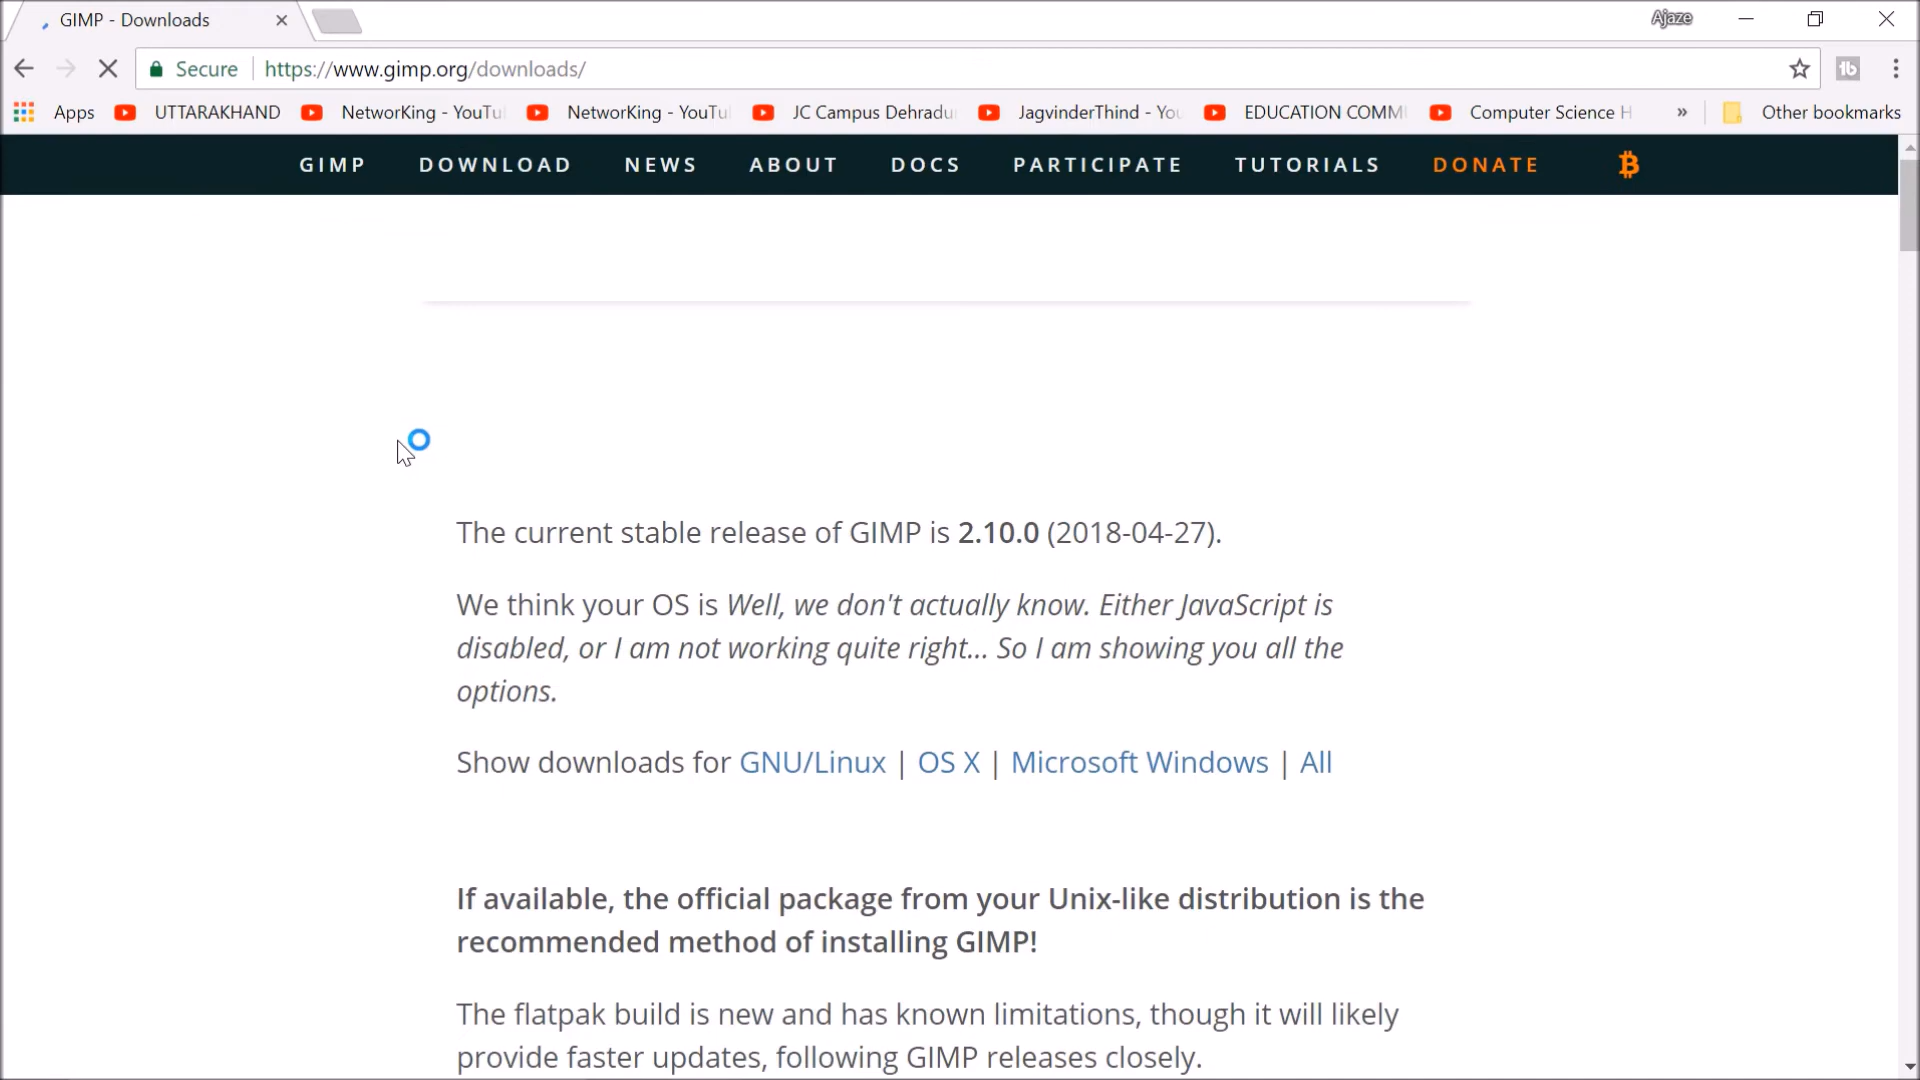 GIMP - Downloads
Ajaze
Secure https://www.gimp.org/downloads/
Apps UTTARAKHAND NetworKing - YouTu NetworKing - YouTu JC Campus Dehradu JagvinderThind - You EDUCATION COMM Computer Science H » Other bookmarks
GIMP DOWNLOAD NEWS ABOUT DOCS PARTICIPATE TUTORIALS DONATE
The current stable release of GIMP is 2.10.0 (2018-04-27).
We think your OS is Well, we don't actually know. Either JavaScript is
disabled, or I am not working quite right... So I am showing you all the
options.
Show downloads for GNU/Linux | OS X | Microsoft Windows | All
If available, the official package from your Unix-like distribution is the
recommended method of installing GIMP!
The flatpak build is new and has known limitations, though it will likely
provide faster updates, following GIMP releases closely.